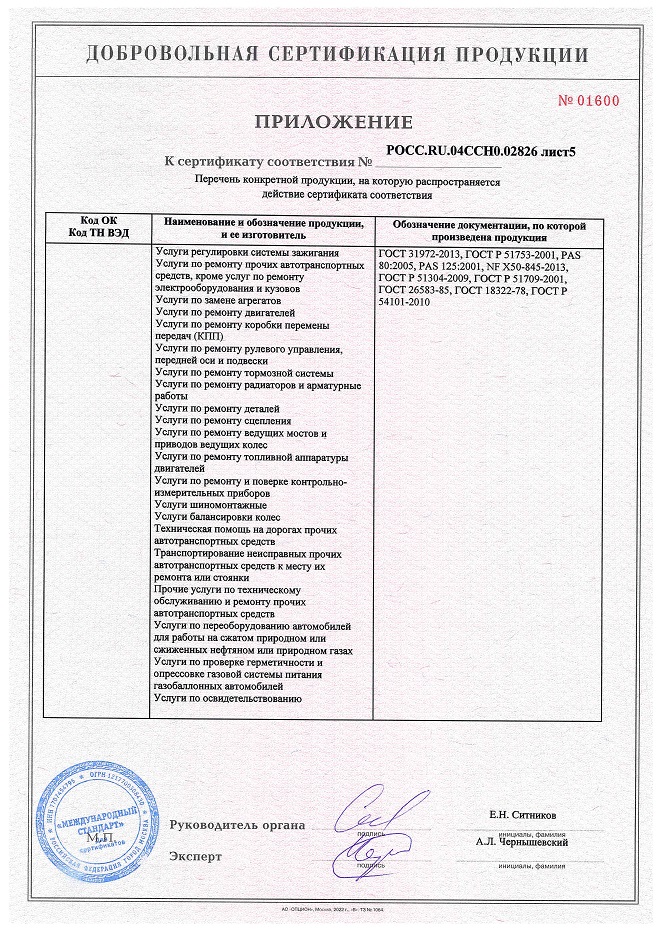 ДОБРОВОЛЬНАЯ СЕРТИФИКАЦИЯ ПРОДУКЦИИ
№ 01600
ПРИЛОЖЕНИЕ
РОСС.RU.04ССН0.02826 лист5
К сертификату соответствия №
Перечень конкретной продукции, на которую распространяется
действие сертификата соответствия
Код ОК
Код ТН ВЭД
Наименование и обозначение продукции,
и ее изготовитель
Обозначение документации, по которой
произведена продукция
Услуги регулировки системы зажигания
Услуги по ремонту прочих автотранспортных
средств, кроме услуг по ремонту
электрооборудования и кузовов
Услуги по замене агрегатов
Услуги по ремонту двигателей
Услуги по ремонту коробки перемены
передач (КПП)
Услуги по ремонту рулевого управления,
передней оси и подвески
Услуги по ремонту тормозной системы
Услуги по ремонту радиаторов и арматурные
работы
Услуги по ремонту деталей
Услуги по ремонту сцепления
Услуги по ремонту ведущих мостов и
приводов ведущих колес
Услуги по ремонту топливной аппаратуры
двигателей
Услуги по ремонту и поверке контрольно-
измерительных приборов
Услуги шиномонтажные
Услуги балансировки колес
Техническая помощь на дорогах прочих
автотранспортных средств
Транспортирование неисправных прочих
автотранспортных средств к месту их
ремонта или стоянки
Прочие услуги по техническому
обслуживанию и ремонту прочих
автотранспортных средств
Услуги по переоборудованию автомобилей
для работы на сжатом природном или
сжиженных нефтяном или природном газах
Услуги по проверке герметичности и
опрессовке газовой системы питания
газобаллонных автомобилей
Услуги по освидетельствованию
ГОСТ 31972-2013, ГОСТ Р 51753-2001, PAS
80:2005, PAS 125:2001, NF X50-845-2013,
ГОСТ Р 51304-2009, ГОСТ Р 51709-2001,
ГОСТ 26583-85, ГОСТ 18322-78, ГОСТ Р
54101-2010
«МЕЖДУНАРОДНЫЙ
СТАНДАРТ»
Для
сертификатов
РОССИЙСКАЯ ФЕДЕРАЦИЯ ГОРОД МОСКВА
М.П.
Руководитель органа
подпись
Е.Н. Ситников
инициалы, фамилия
Эксперт
подпись
А.Л. Чернышевский
инициалы, фамилия
АО «ОПЦИОН», Москва, 2022 г., «В». ТЗ № 1064.